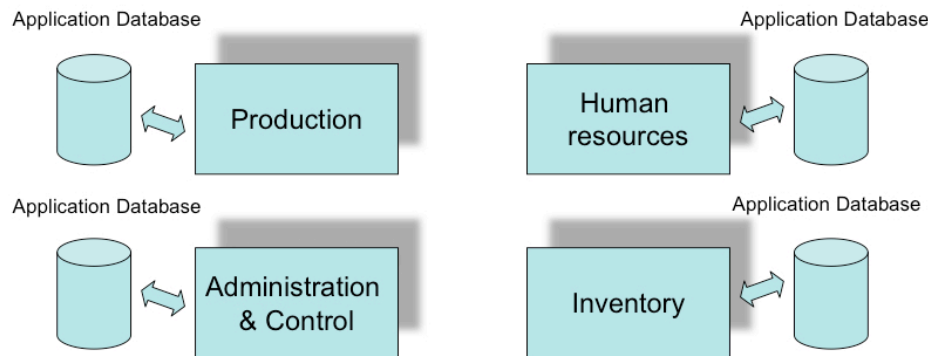 Application Database
Application Database
Production
Human
resources
Application Database
Application Database
Administration
& Control
Inventory